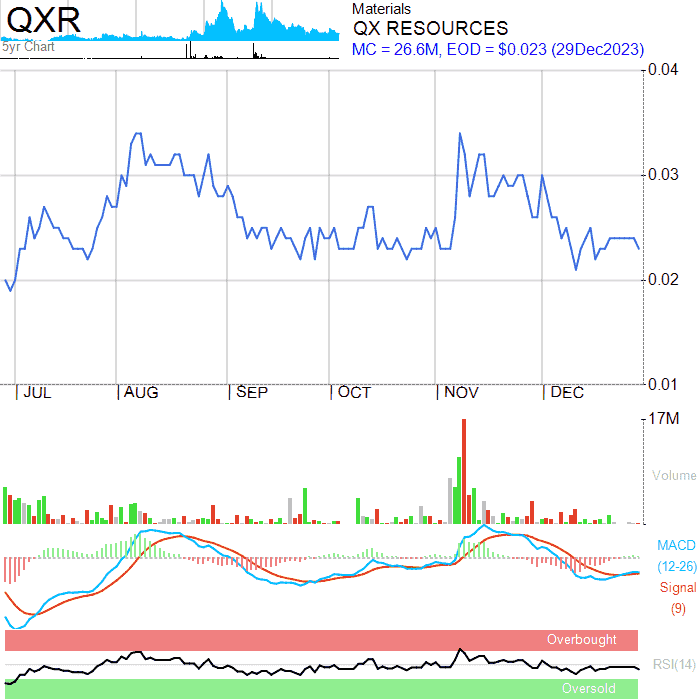 QXR
5yr Chart
Materials
QX RESOURCES
MC = 26.6M, EOD = $0.023 (29Dec2023)
0.04
0.03
0.02
0.01
JUL AUG SEP OCT NOV DEC
17M
Volume
MACD
(12-26)
Signal
(9)
Overbought
RSI(14)
Oversold